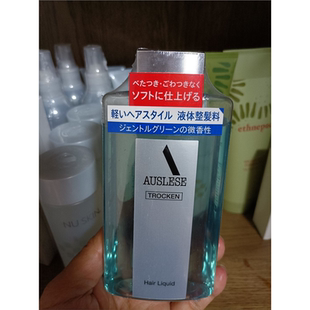 べたつき・ごわつきなく
ソフトに仕上げる
軽いヘアスタイル 液体整髪料
ジェントルグリーンの微香性
AUSLESE
TROCKEN
Hair Liquid